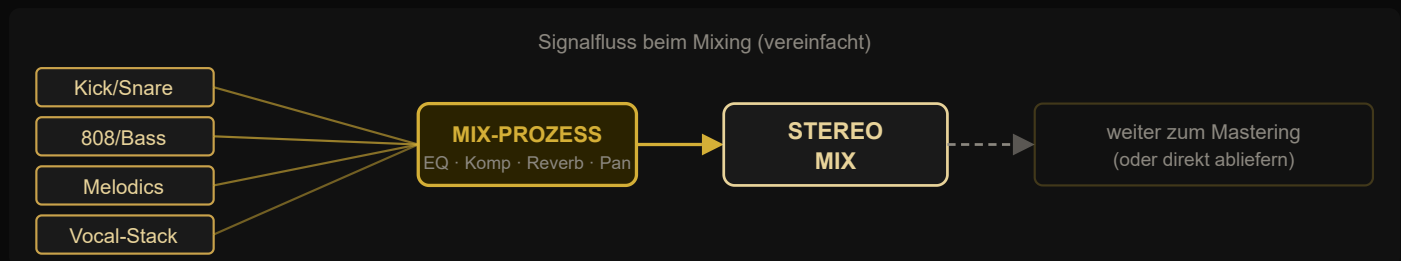 Signalfluss beim Mixing (vereinfacht)
Kick/Snare
808/Bass
Melodics
Vocal-Stack
MIX-PROZESS
EQ · Komp · Reverb · Pan
STEREO
MIX
weiter zum Mastering
(oder direkt abliefern)